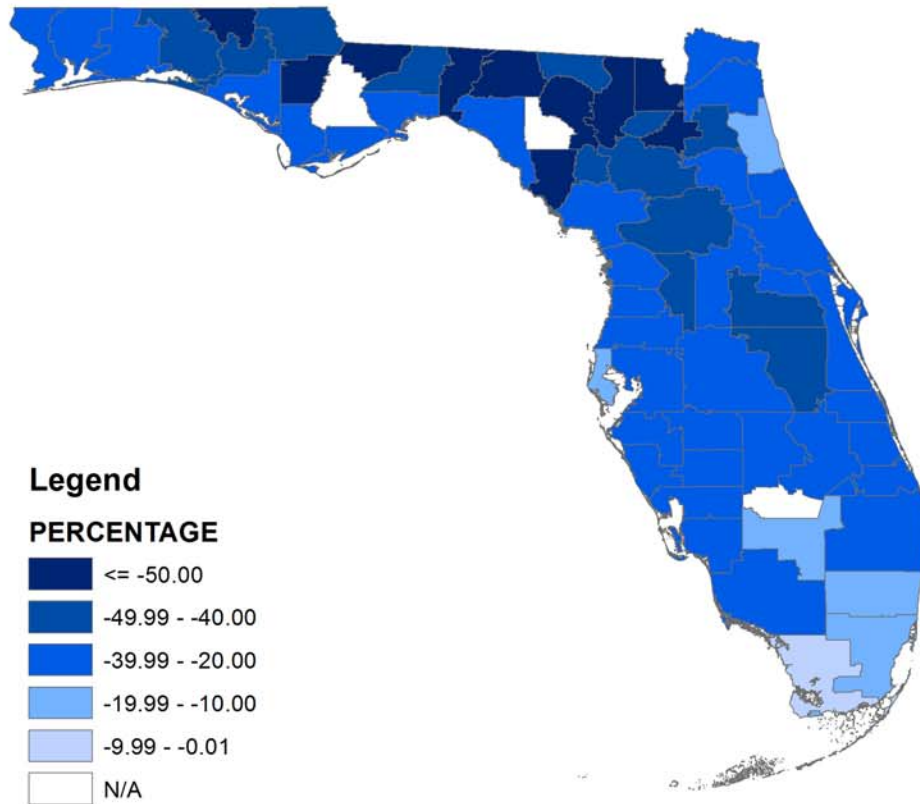 Legend
PERCENTAGE
<= -50.00
-49.99 - -40.00
-39.99 - -20.00
-19.99 - -10.00
-9.99 - -0.01
N/A